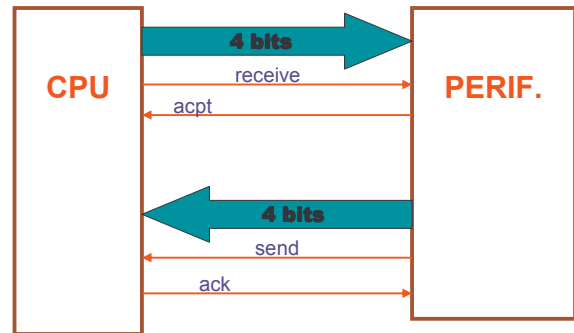 4 bits
receive
CPU
PERIF.
acpt
4 bits
send
ack